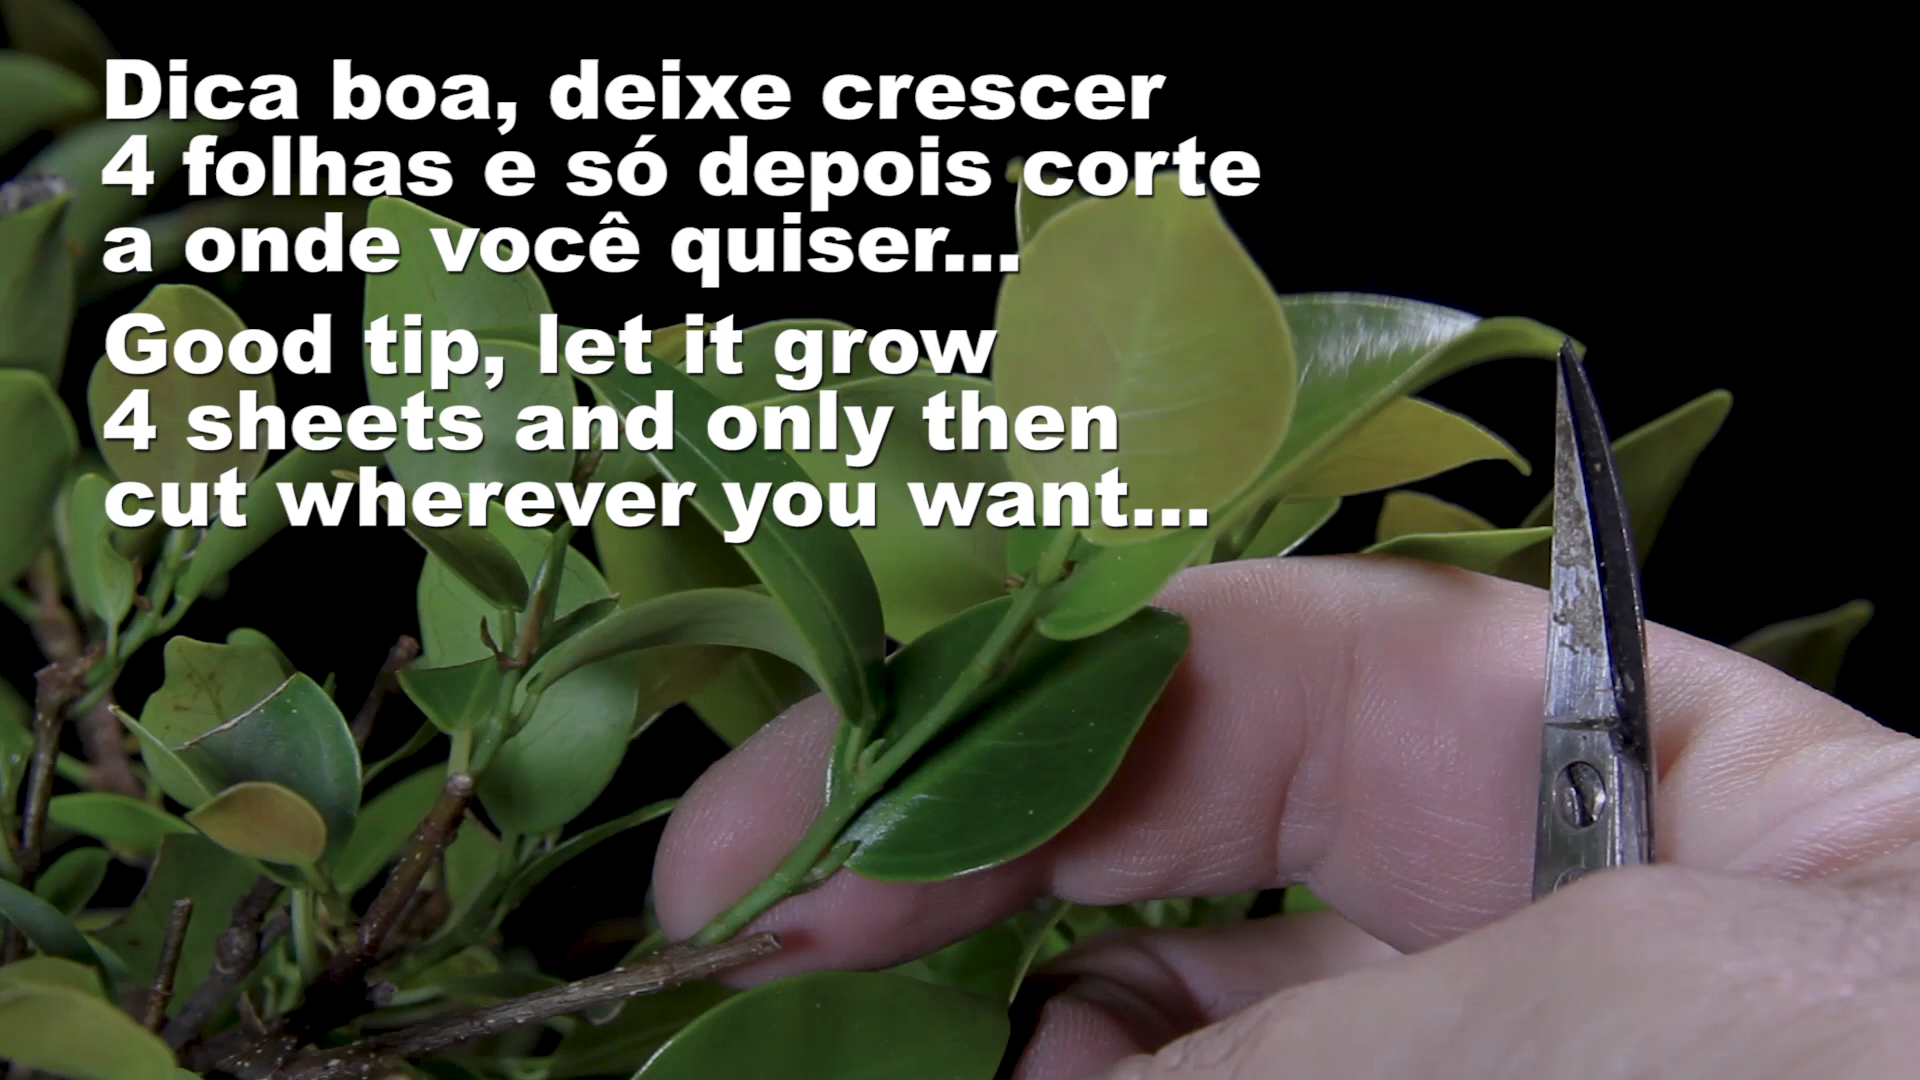 Dica boa, deixe crescer
4 folhas e só depois corte
a onde você quiser...
Good tip, let it grow
4 sheets and only then
cut wherever you want...